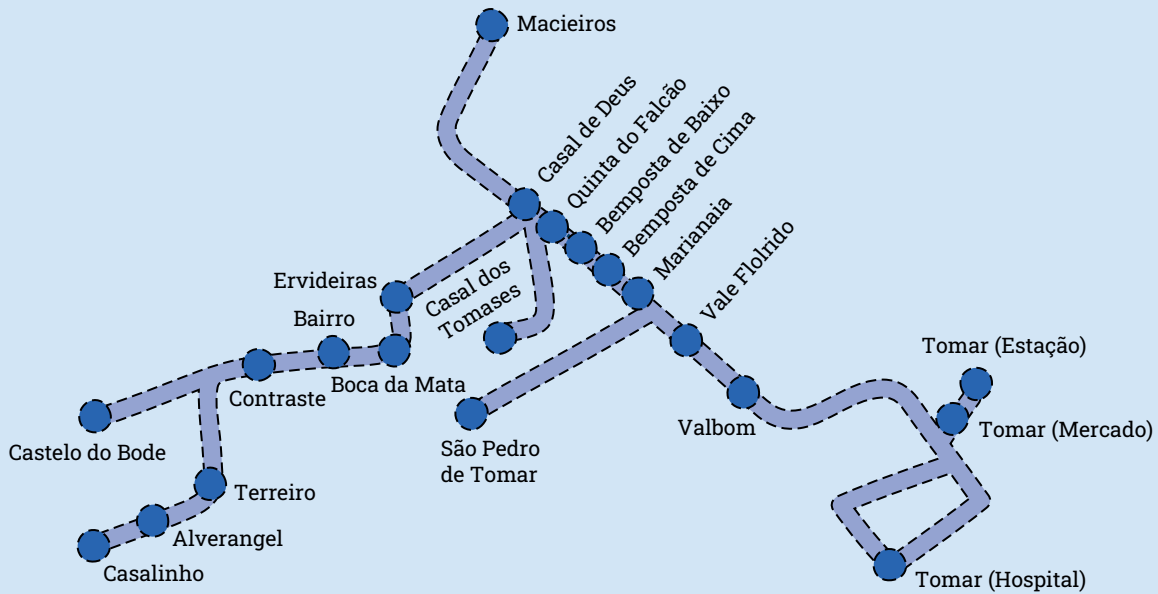 Macieiros
Casal de Deus
Quinta do Falcão
Bemposta de Baixo
Bemposta de Cima
Marianaia
Vale Flolrido
Ervideiras
Casal dos
Tomases
Bairro
Boca da Mata
Contraste
Castelo do Bode
Terreiro
Alverangel
Casalinho
São Pedro
de Tomar
Valbom
Tomar (Estação)
Tomar (Mercado)
Tomar (Hospital)